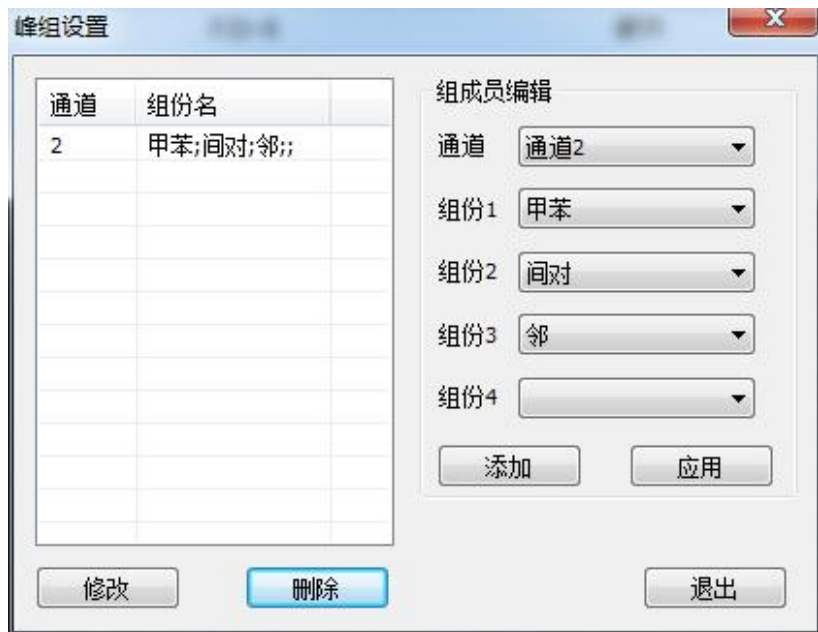 峰组设置
X
通道 组份名
2 甲苯;间对;邻;;
组成员编辑
通道 通道2
组份1 甲苯
组份2 间对
组份3 邻
组份4
添加 应用
修改 删除 退出